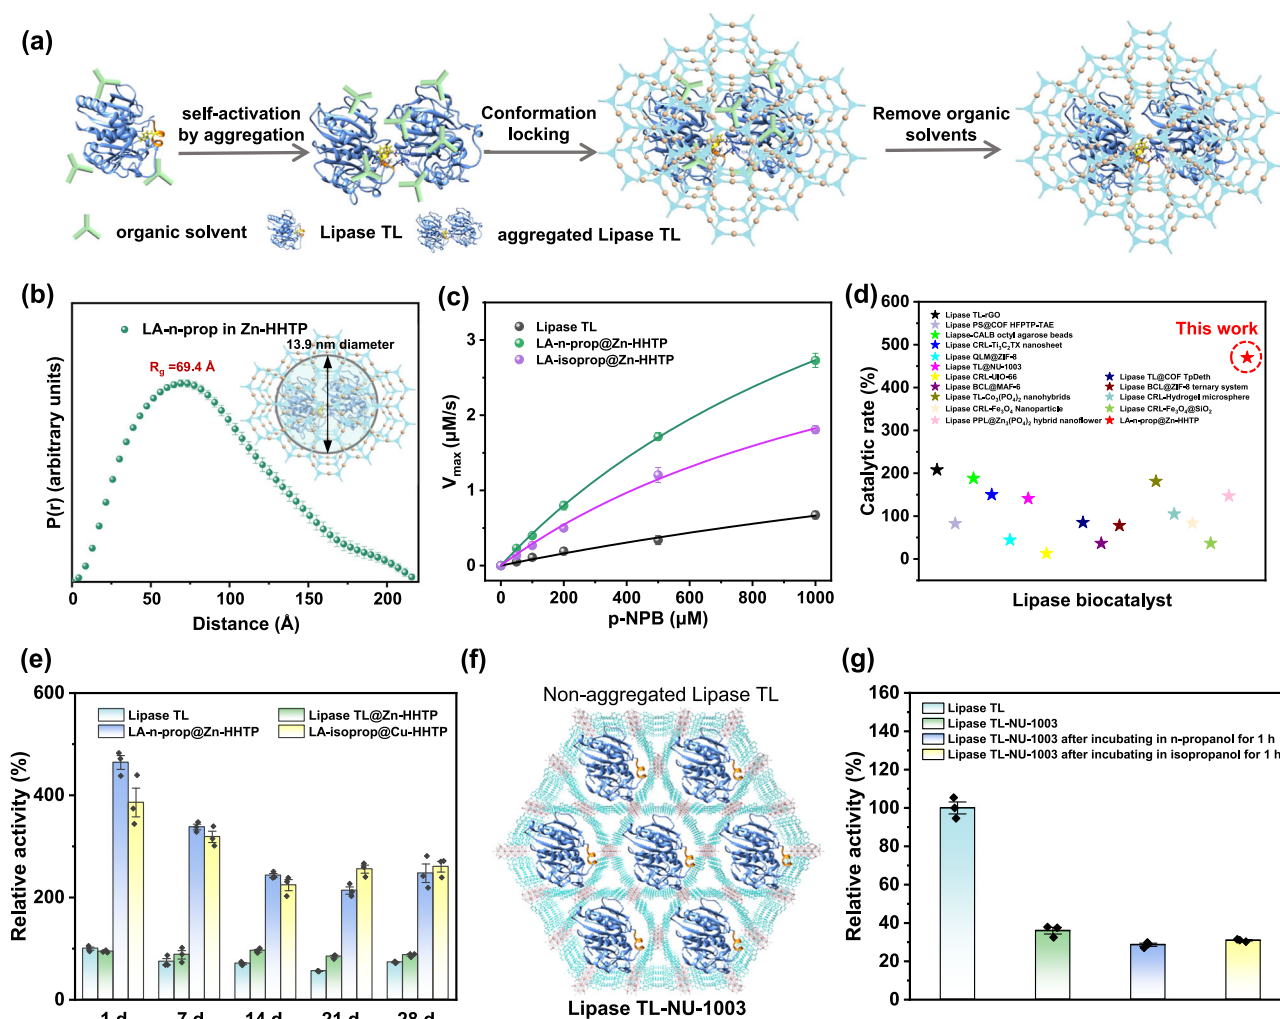 (a)
self-activation
by aggregation
Conformation
locking
Remove organic
solvents
organic solvent
Lipase TL
aggregated Lipase TL
(b)
LA-n-prop in Zn-HHTP
R_g =69.4 Å
13.9 nm diameter
P(r) (arbitrary units)
0 50 100 150 200
Distance (Å)
(c)
Lipase TL
LA-n-prop@Zn-HHTP
LA-isoprop@Zn-HHTP
V_max (μM/s)
3
2
1
0
0 200 400 600 800 1000
p-NPB (μM)
(d)
Catalytic rate (%)
600
500
400
300
200
100
0
Lipase TL-rGO
Lipase PS@COF HFPTP-TAE
Lipase-CALB octyl agarose beads
Lipase CRL-Ti₃C₂TX nanosheet
Lipase QLM@ZIF-8
Lipase TL@NU-1003
Lipase CRL-UIO-66
Lipase BCL@MAF-6
Lipase TL-Co₃(PO₄)₂ nanohybrids
Lipase CRL-Fe₃O₄ Nanoparticle
Lipase PPL@Zn₃(PO₄)₂ hybrid nanoflower
Lipase TL@COF TpDeth
Lipase BCL@ZIF-8 ternary system
Lipase CRL-Hydrogel microsphere
Lipase CRL-Fe₃O₄@SiO₂
LA-n-prop@Zn-HHTP
This work
Lipase biocatalyst
(e)
Relative activity (%)
600
400
200
0
Lipase TL
Lipase TL@Zn-HHTP
LA-n-prop@Zn-HHTP
LA-isoprop@Cu-HHTP
1 d 7 d 14 d 21 d 28 d
(f)
Non-aggregated Lipase TL
Lipase TL-NU-1003
(g)
Relative activity (%)
160
140
120
100
80
60
40
20
0
Lipase TL
Lipase TL-NU-1003
Lipase TL-NU-1003 after incubating in n-propanol for 1 h
Lipase TL-NU-1003 after incubating in isopropanol for 1 h